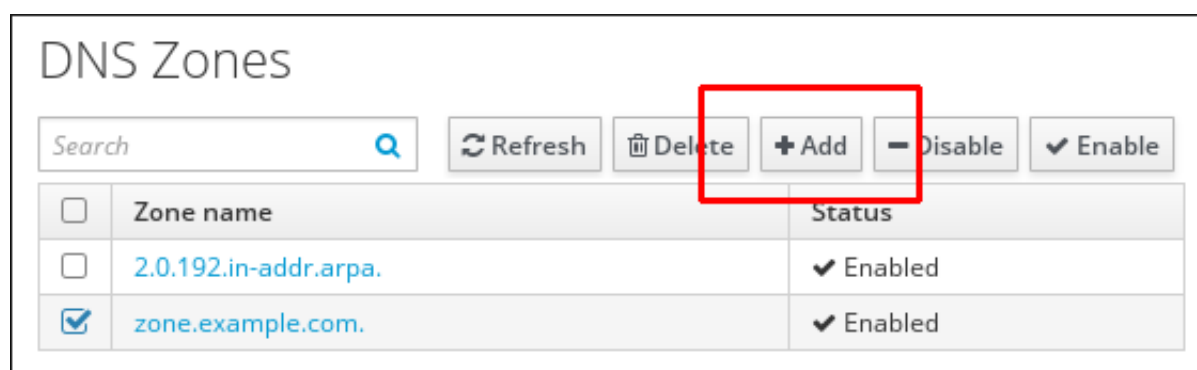 DNS Zones
Search Refresh Delete Add Disable Enable
Zone name Status
2.0.192.in-addr.arpa. Enabled
zone.example.com. Enabled